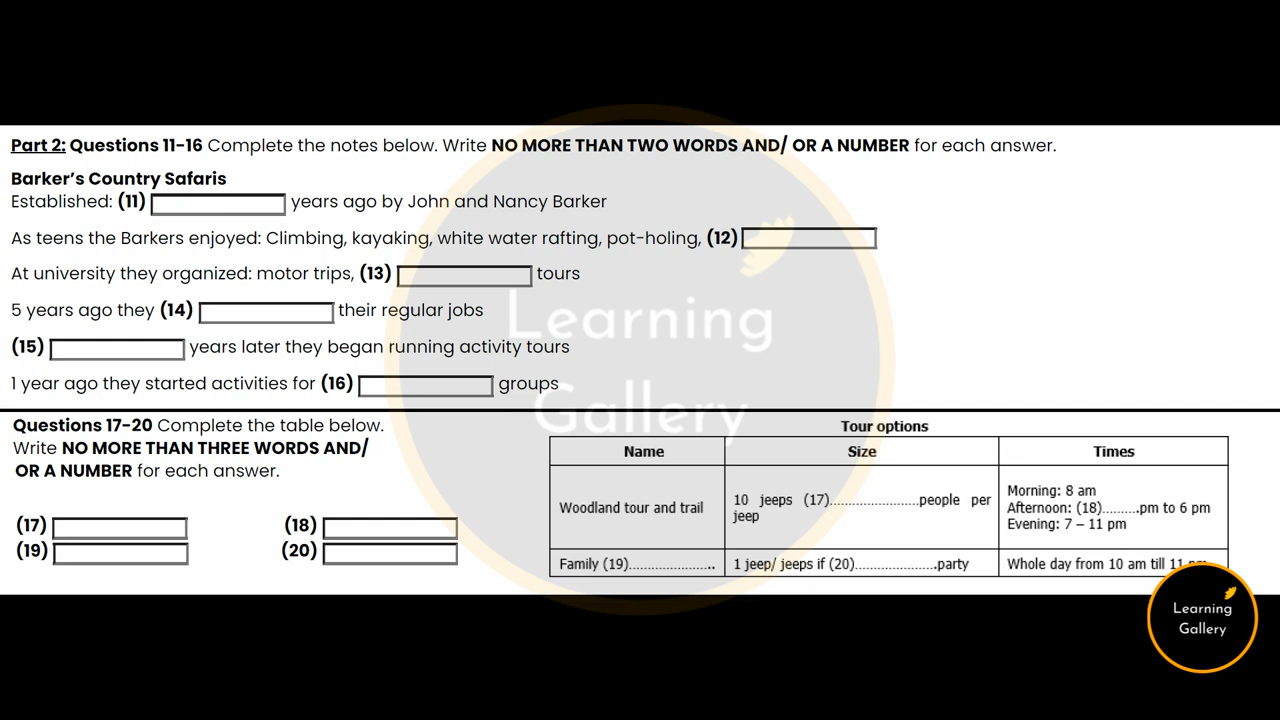 Part 2: Questions 11-16 Complete the notes below. Write NO MORE THAN TWO WORDS AND/ OR A NUMBER for each answer.
Barker's Country Safaris
Established: (11) years ago by John and Nancy Barker
As teens the Barkers enjoyed: Climbing, kayaking, white water rafting, pot-holing, (12)
At university they organized: motor trips, (13) tours
5 years ago they (14) their regular jobs
(15) years later they began running activity tours
1 year ago they started activities for (16) groups
Questions 17-20 Complete the table below.
Write NO MORE THAN THREE WORDS AND/
OR A NUMBER for each answer.
(17) (18)
(19) (20)
Tour options
Name Size Times
Woodland tour and trail
10 jeeps (17)......................people per
jeep
Morning: 8 am
Afternoon: (18).........pm to 6 pm
Evening: 7 – 11 pm
Family (19)...................... 1 jeep/ jeeps if (20)......................party Whole day from 10 am till 11
Learning
Gallery
Learning
Gallery